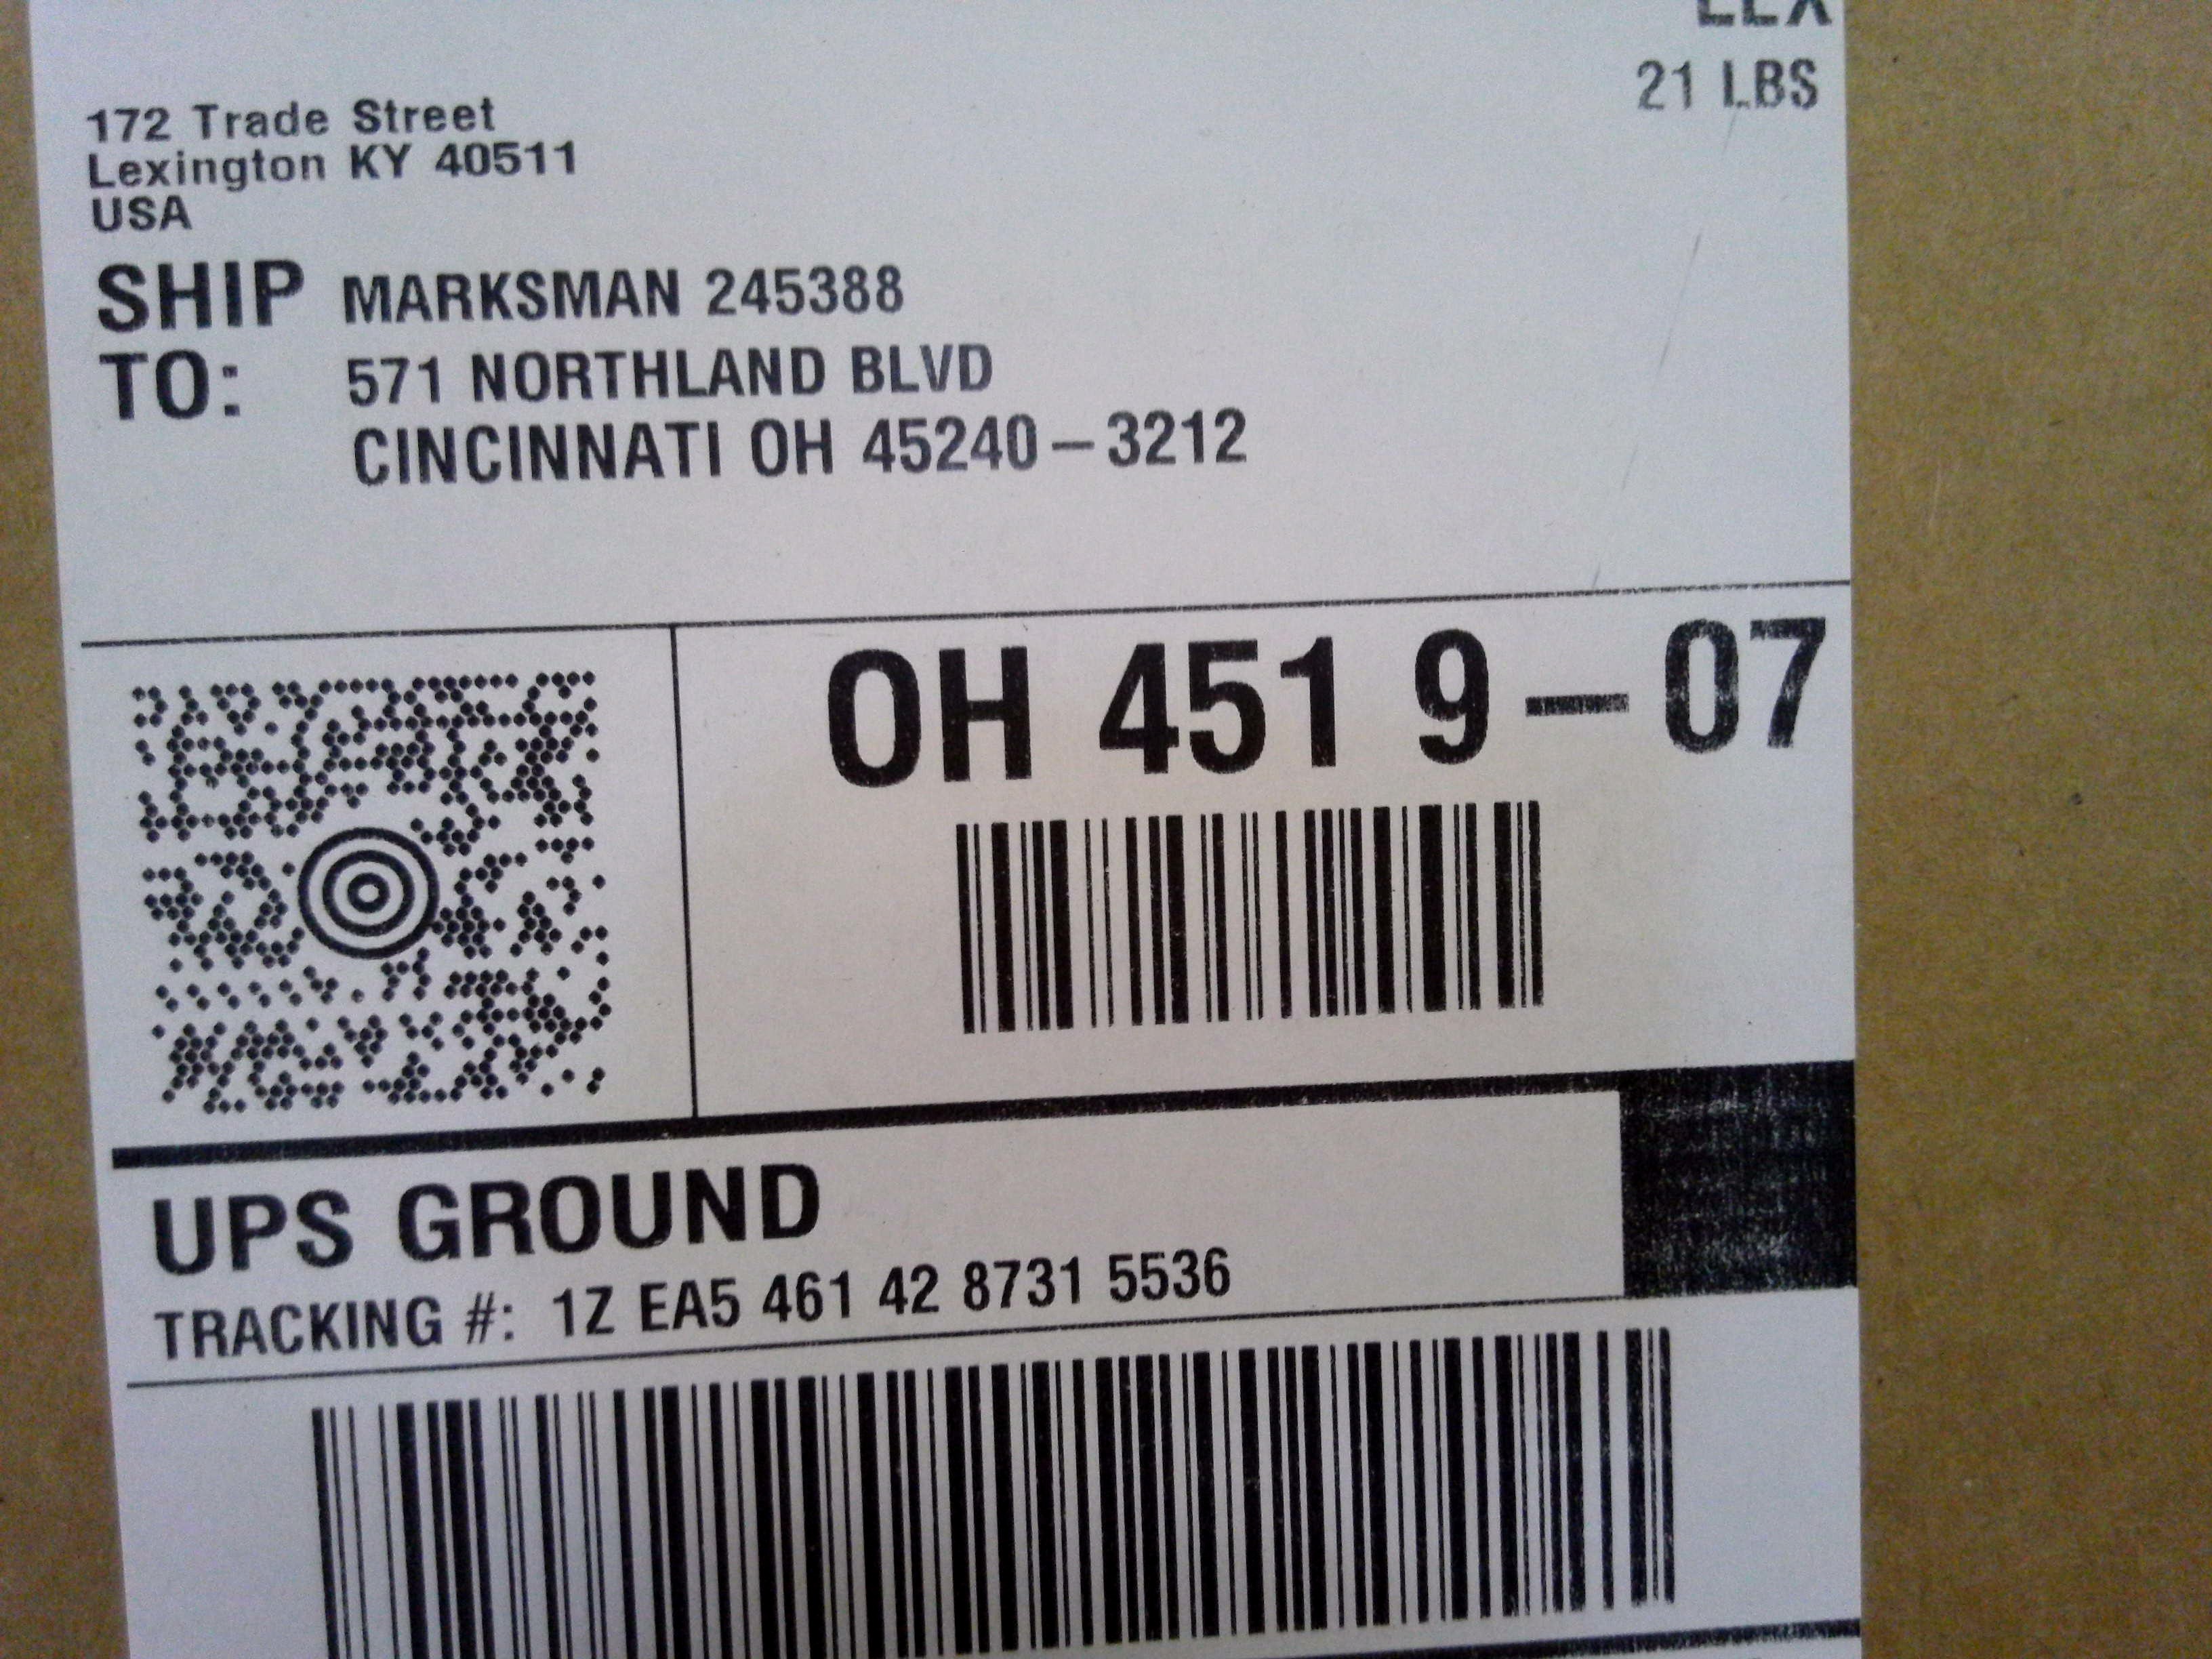 LEX
21 LBS
172 Trade Street
Lexington KY 40511
USA
SHIP TO:
MARKSMAN 245388
571 NORTHLAND BLVD
CINCINNATI OH 45240-3212
OH 451 9-07
UPS GROUND
TRACKING #: 1Z EA5 461 42 8731 5536